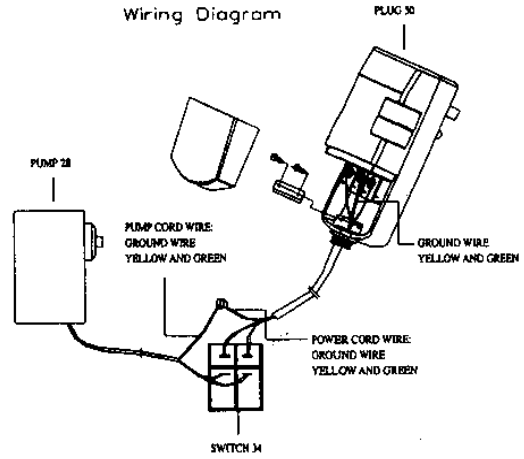 Wiring Diagram
PLUG 30
PUMP 28
PUMP CORD WIRE:
GROUND WIRE
YELLOW AND GREEN
GROUND WIRE
YELLOW AND GREEN
POWER CORD WIRE:
GROUND WIRE
YELLOW AND GREEN
SWITCH 34